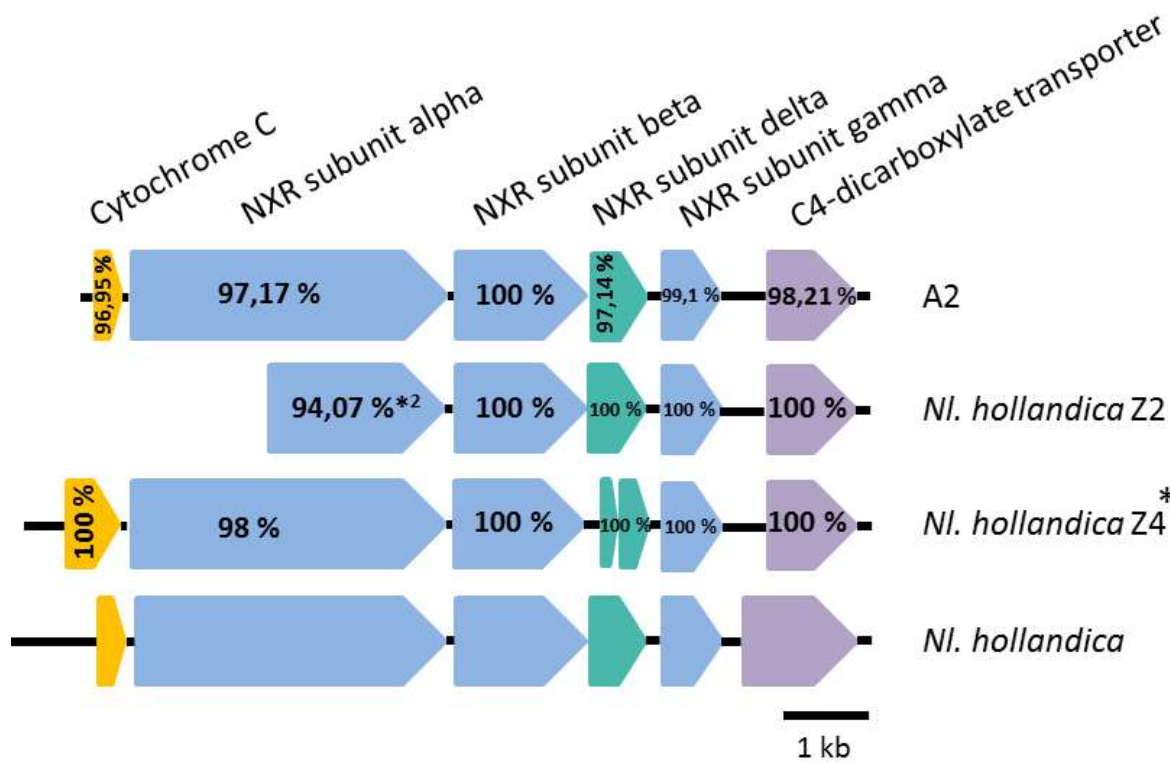 Cytochrome C
NXR subunit alpha
NXR subunit beta
NXR subunit delta
NXR subunit gamma
C4-dicarboxylate transporter
96,95 %
97,17 %
100 %
97,14 %
99,1 %
98,21 %
A2
94,07 %*2
100 %
100 %
100 %
100 %
Nl. hollandica Z2
100 %
98 %
100 %
100 %
100 %
100 %
Nl. hollandica Z4*
Nl. hollandica
1 kb